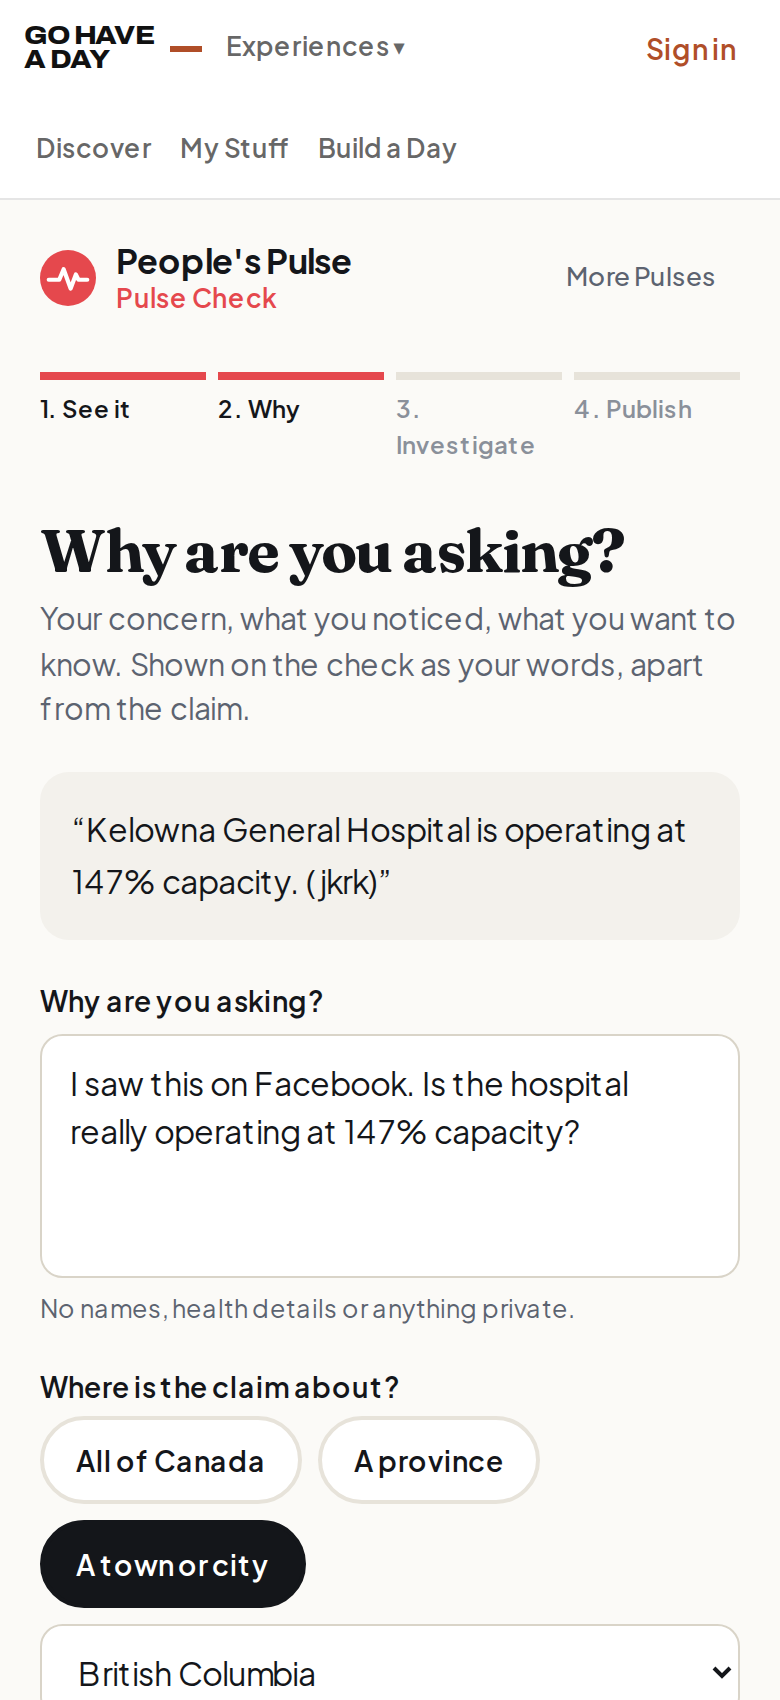 GO HAVE
A DAY
Experiences ▾
Sign in
Discover
My Stuff
Build a Day
People's Pulse
Pulse Check
More Pulses
1. See it
2. Why
3.
Investigate
4. Publish
Why are you asking?
Your concern, what you noticed, what you want to
know. Shown on the check as your words, apart
from the claim.
“Kelowna General Hospital is operating at
147% capacity. (jkrk)”
Why are you asking?
I saw this on Facebook. Is the hospital
really operating at 147% capacity?
No names, health details or anything private.
Where is the claim about?
All of Canada
A province
A town or city
British Columbia